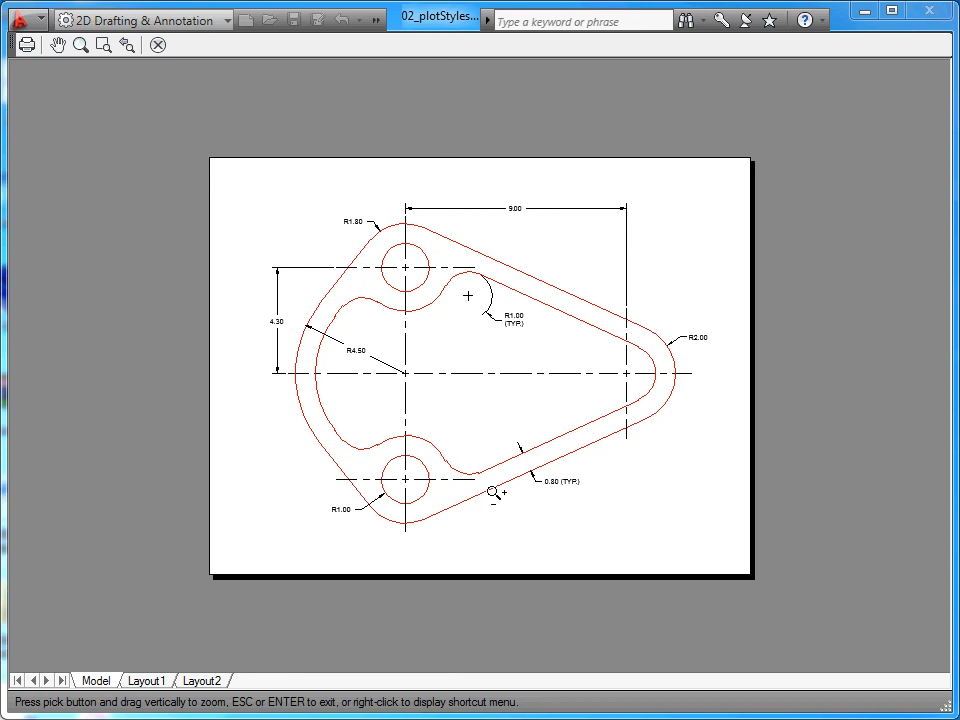 2D Drafting & Annotation
02_plotStyles...
Type a keyword or phrase
9.00
R1.80
4.30
R1.00
(TYP.)
R4.50
R2.00
0.80 (TYP.)
R1.00
Model
Layout1
Layout2
Press pick button and drag vertically to zoom, ESC or ENTER to exit, or right-click to display shortcut menu.